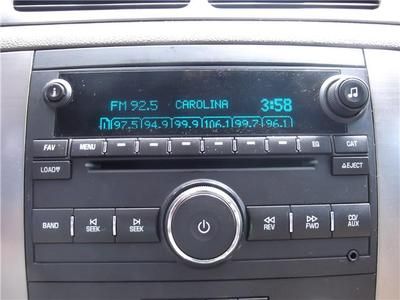 FM 92.5 CAROLINA 3:58
1 97.5 94.9 99.9 106.1 99.7 96.1
FAV MENU EQ CAT
LOAD EJECT
BAND SEEK SEEK REV FWD CD/AUX